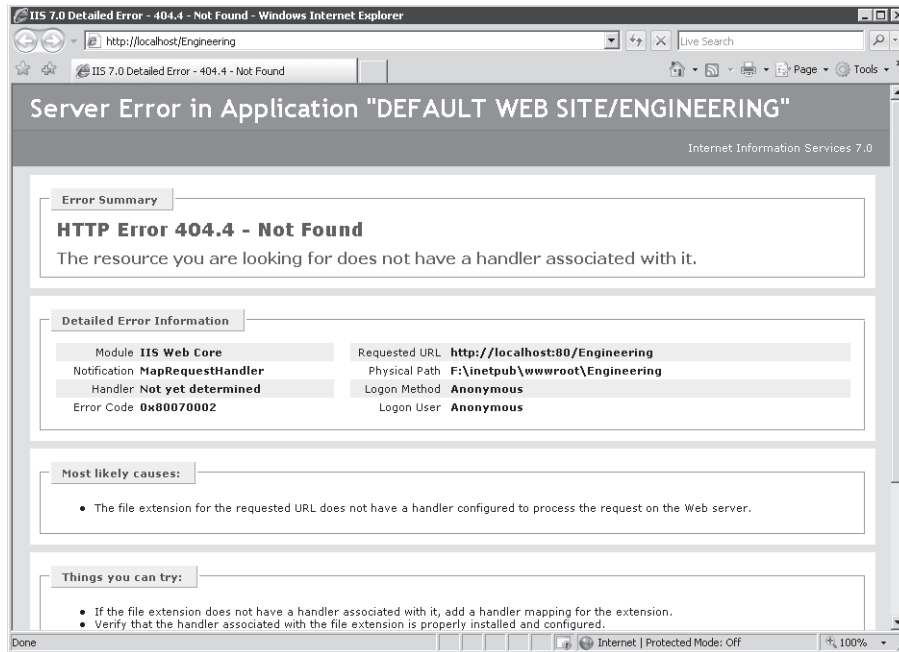 IIS 7.0 Detailed Error - 404.4 - Not Found - Windows Internet Explorer
http://localhost/Engineering
Live Search
IIS 7.0 Detailed Error - 404.4 - Not Found
Page
Tools
Server Error in Application "DEFAULT WEB SITE/ENGINEERING"
Internet Information Services 7.0
Error Summary
HTTP Error 404.4 - Not Found
The resource you are looking for does not have a handler associated with it.
Detailed Error Information
Module IIS Web Core
Notification MapRequestHandler
Handler Not yet determined
Error Code 0x80070002
Requested URL http://localhost:80/Engineering
Physical Path F:\inetpub\wwwroot\Engineering
Logon Method Anonymous
Logon User Anonymous
Most likely causes:
• The file extension for the requested URL does not have a handler configured to process the request on the Web server.
Things you can try:
• If the file extension does not have a handler associated with it, add a handler mapping for the extension.
• Verify that the handler associated with the file extension is properly installed and configured.
Done
Internet | Protected Mode: Off
100%